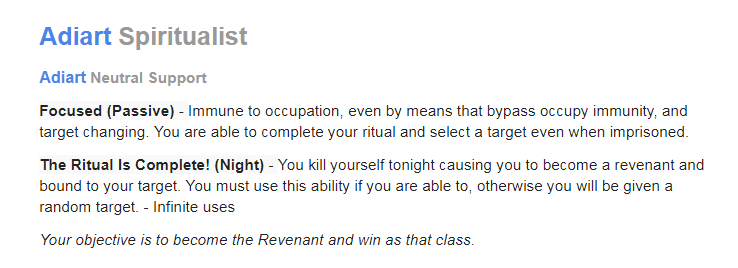 Adiart Spiritualist
Adiart Neutral Support
Focused (Passive) - Immune to occupation, even by means that bypass occupy immunity, and
target changing. You are able to complete your ritual and select a target even when imprisoned.
The Ritual Is Complete! (Night) - You kill yourself tonight causing you to become a revenant and
bound to your target. You must use this ability if you are able to, otherwise you will be given a
random target. - Infinite uses
Your objective is to become the Revenant and win as that class.